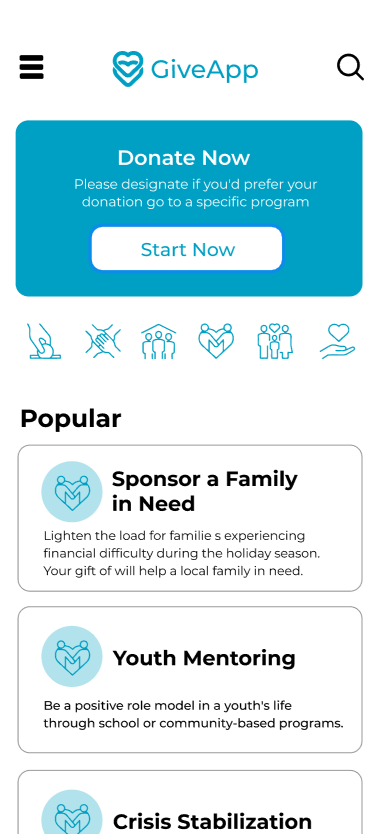 GiveApp
Donate Now
Please designate if you'd prefer your
donation go to a specific program
Start Now
Popular
Sponsor a Family
in Need
Lighten the load for familie s experiencing
financial difficulty during the holiday season.
Your gift of will help a local family in need.
Youth Mentoring
Be a positive role model in a youth's life
through school or community-based programs.
Crisis Stabilization